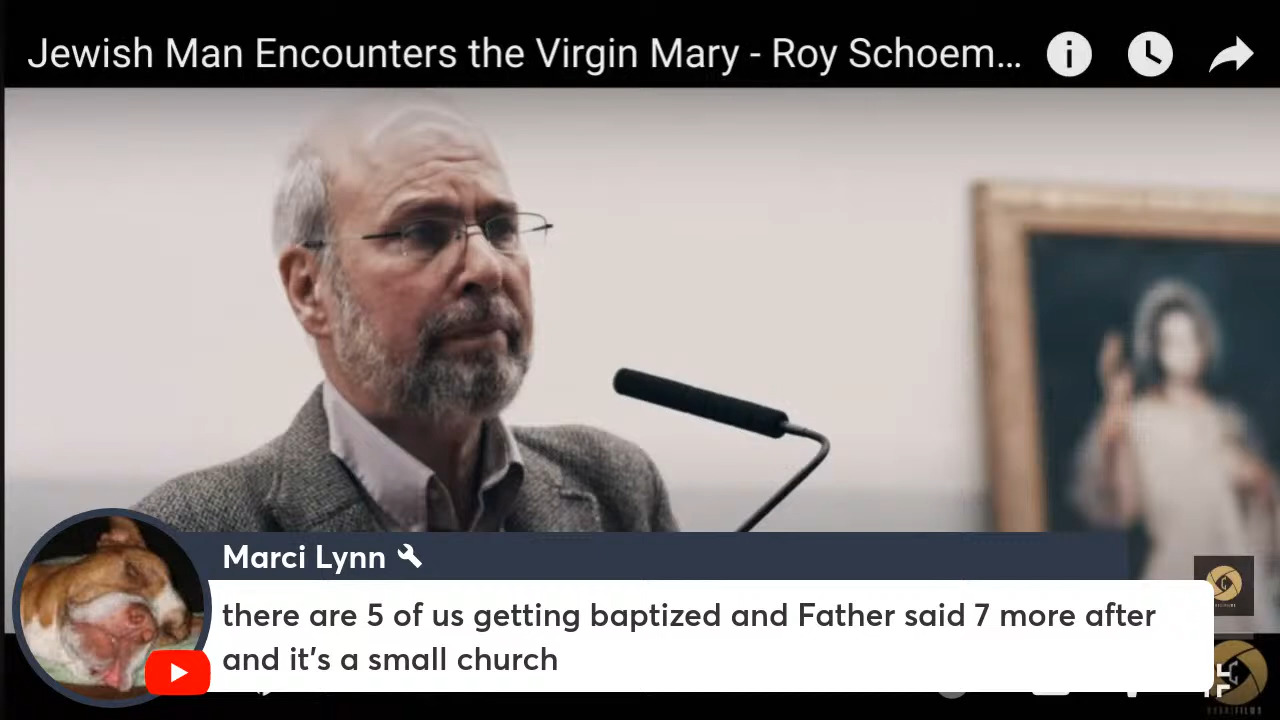 Jewish Man Encounters the Virgin Mary - Roy Schoem...
Marci Lynn
there are 5 of us getting baptized and Father said 7 more after
and it's a small church